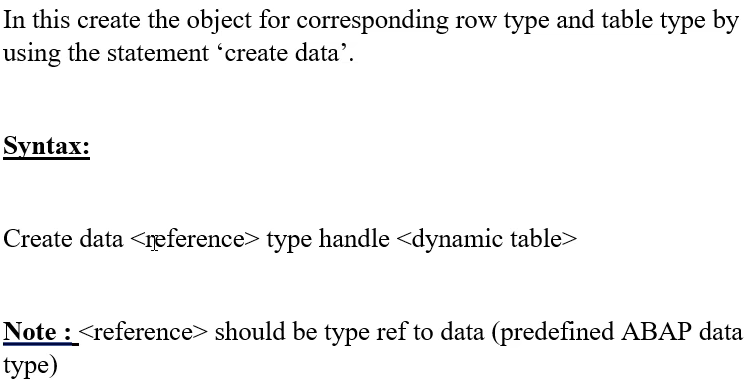 In this create the object for corresponding row type and table type by
using the statement ‘create data’.
Syntax:
Create data <reference> type handle <dynamic table>
Note : <reference> should be type ref to data (predefined ABAP data
type)